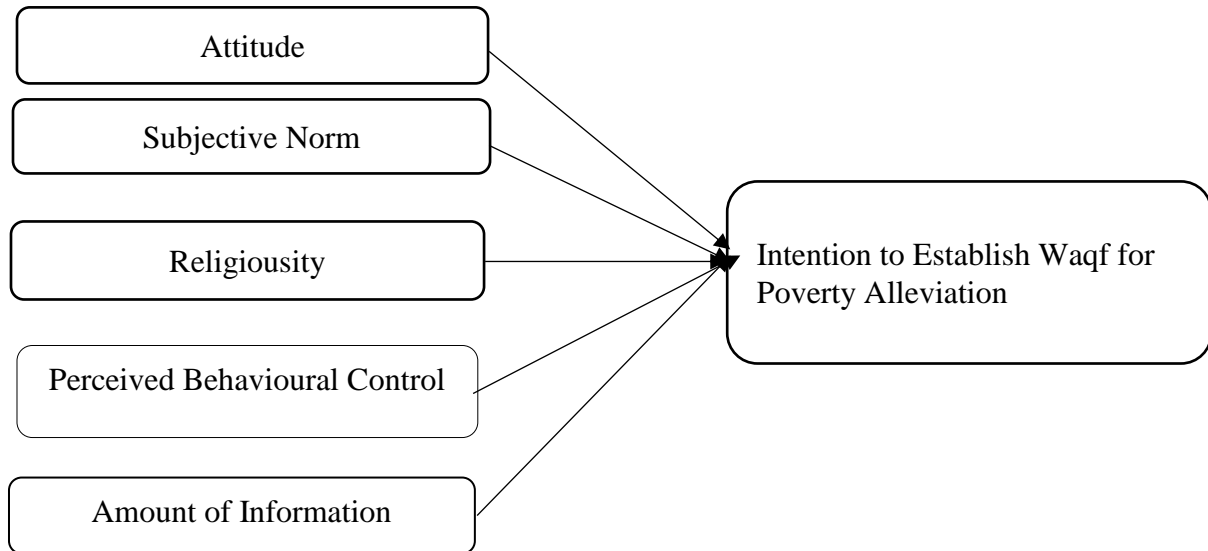 Attitude
Subjective Norm
Religiousity
Intention to Establish Waqf for
Poverty Alleviation
Perceived Behavioural Control
Amount of Information